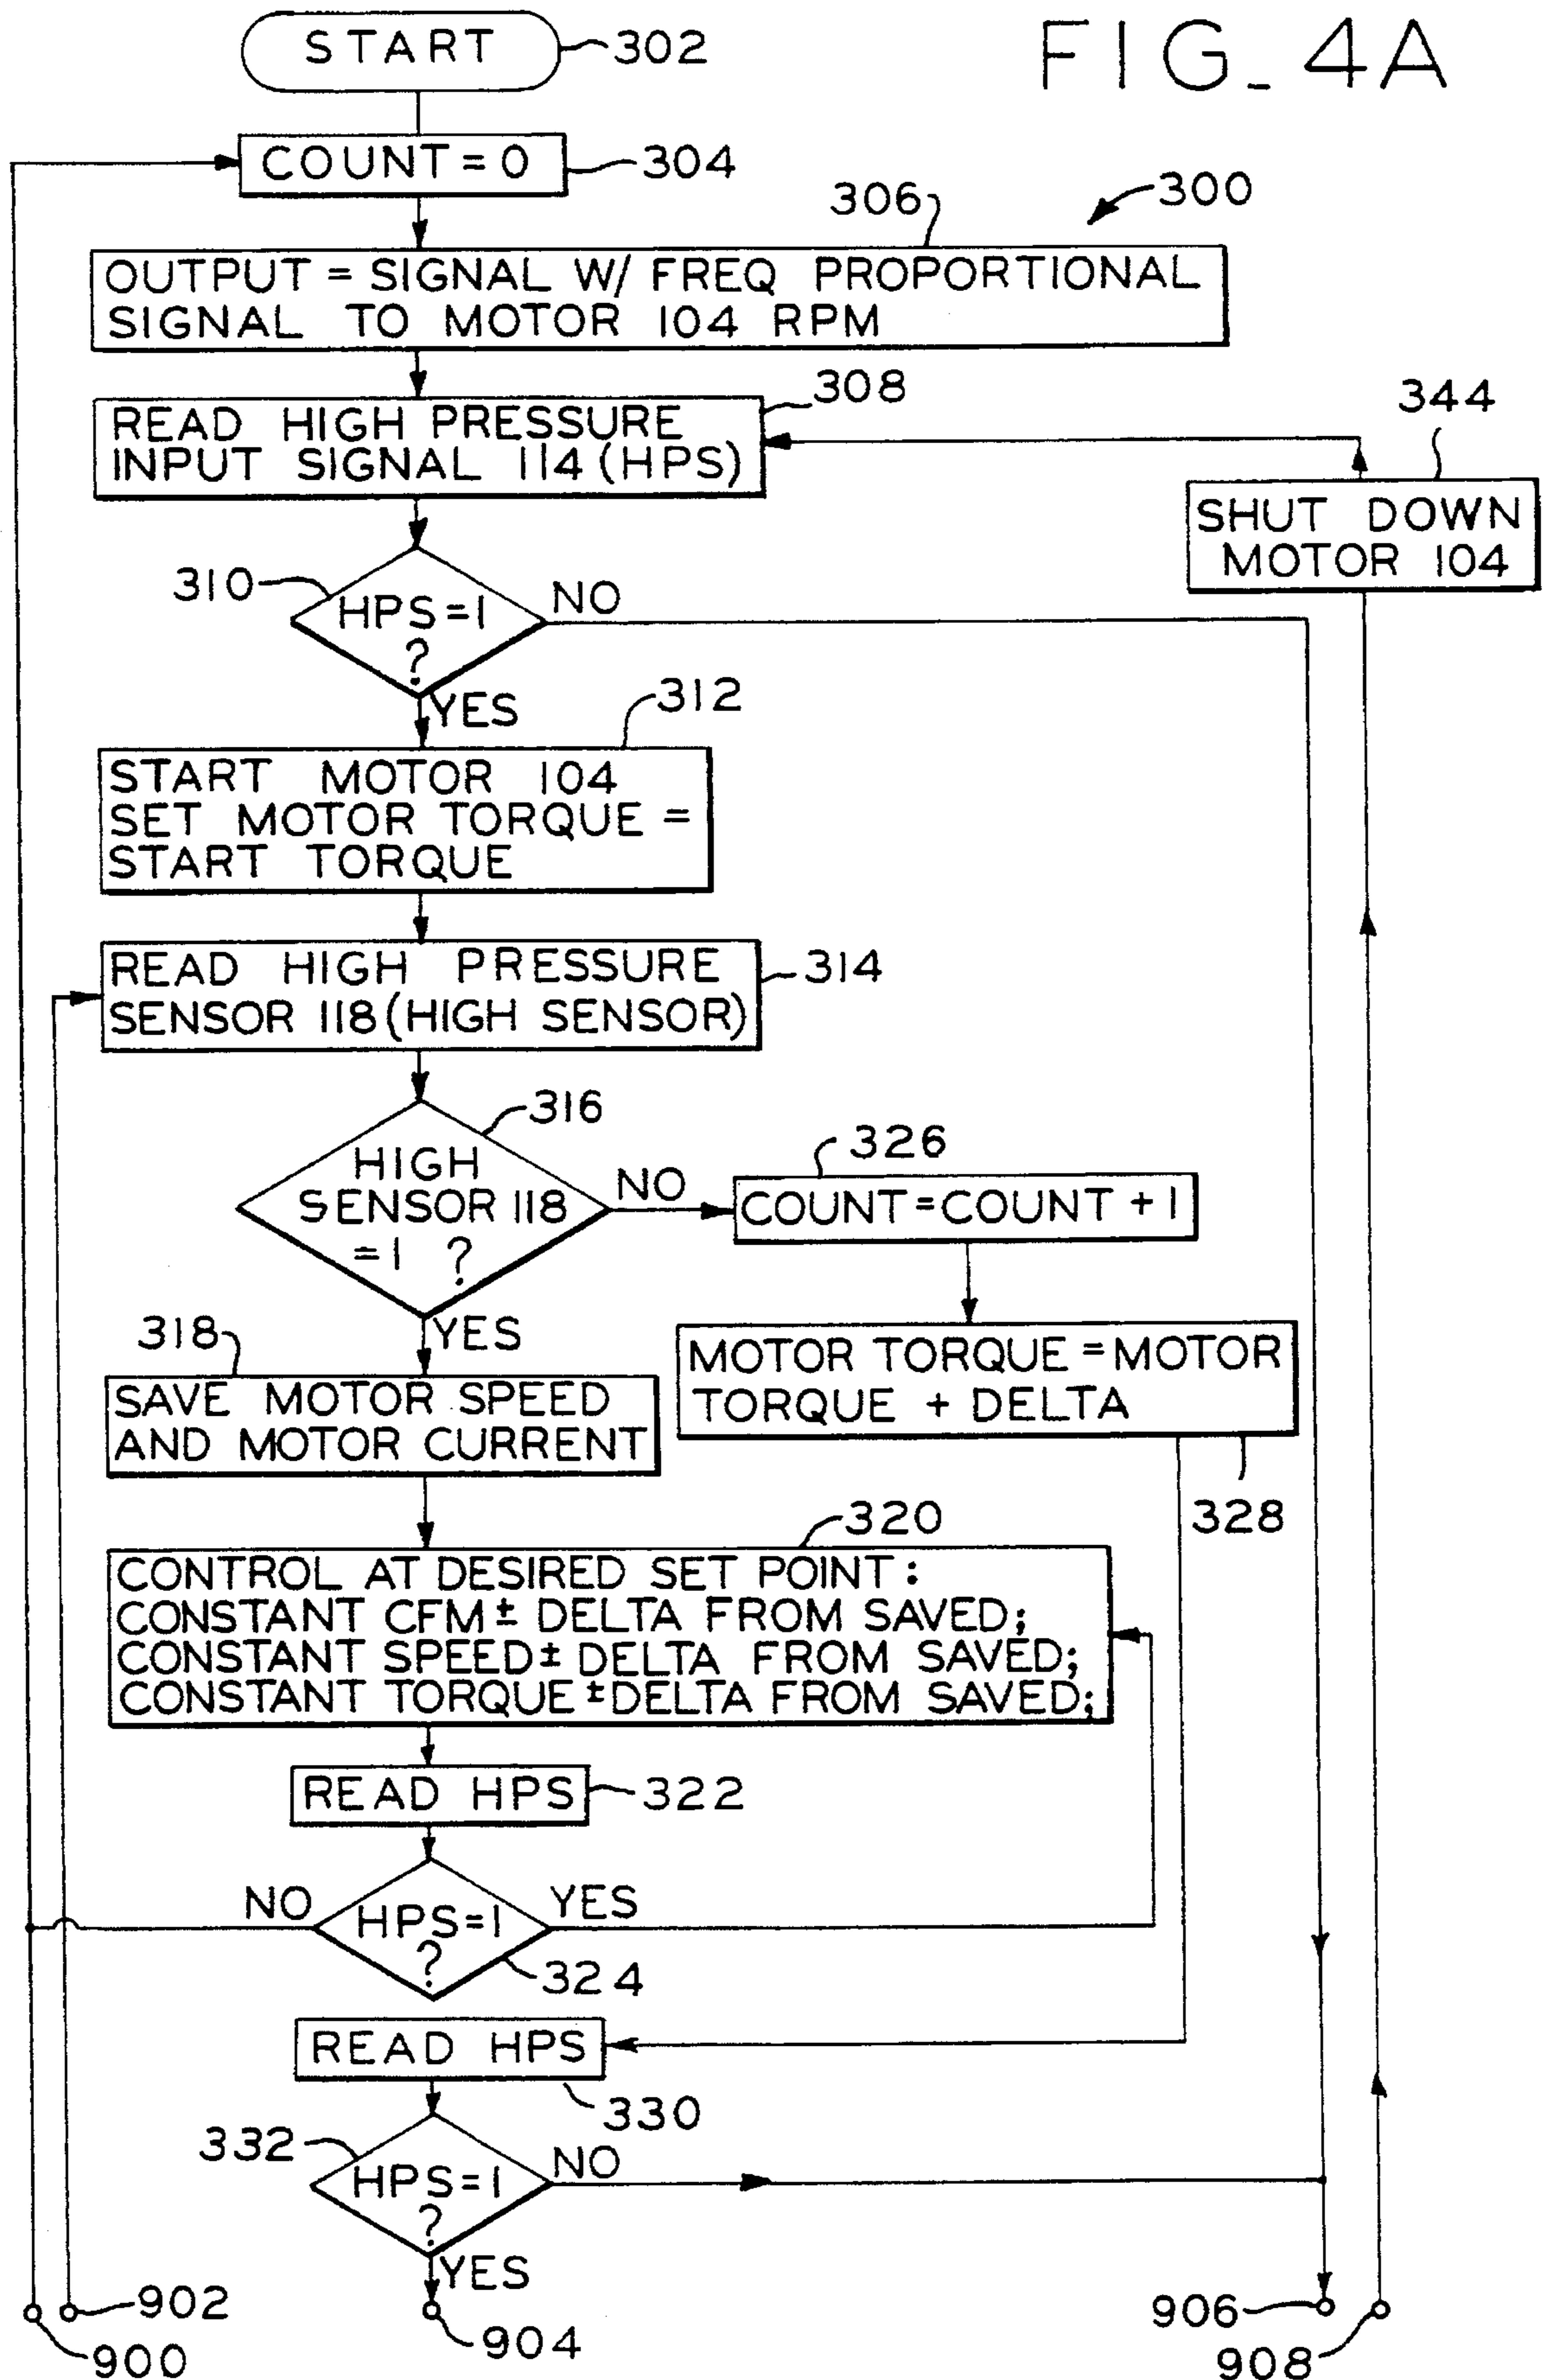 FIG_4A
START
302
COUNT = 0
304
300
306
OUTPUT = SIGNAL W/ FREQ PROPORTIONAL
SIGNAL TO MOTOR 104 RPM
308
READ HIGH PRESSURE
INPUT SIGNAL 114 (HPS)
344
SHUT DOWN
MOTOR 104
310
HPS=1
?
NO
YES
312
START MOTOR 104
SET MOTOR TORQUE =
START TORQUE
READ HIGH PRESSURE
SENSOR 118 (HIGH SENSOR)
314
316
HIGH
SENSOR 118
=1 ?
NO
326
COUNT=COUNT +1
YES
318
SAVE MOTOR SPEED
AND MOTOR CURRENT
MOTOR TORQUE = MOTOR
TORQUE + DELTA
328
320
CONTROL AT DESIRED SET POINT:
CONSTANT CFM ± DELTA FROM SAVED;
CONSTANT SPEED ± DELTA FROM SAVED;
CONSTANT TORQUE ± DELTA FROM SAVED;
READ HPS
322
NO
HPS=1
?
YES
324
READ HPS
330
332
HPS=1
?
NO
YES
900
902
904
906
908